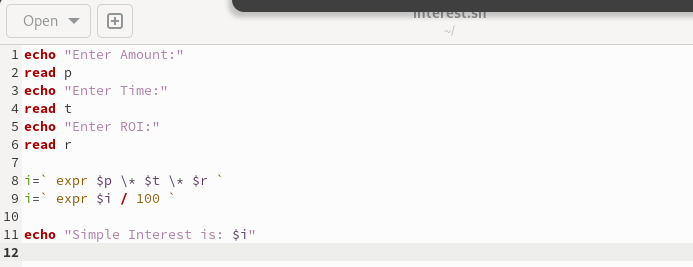 Open
interest.sh
~/
1 echo "Enter Amount:"
2 read p
3 echo "Enter Time:"
4 read t
5 echo "Enter ROI:"
6 read r
7
8 i=` expr $p \* $t \* $r `
9 i=` expr $i / 100 `
10
11 echo "Simple Interest is: $i"
12